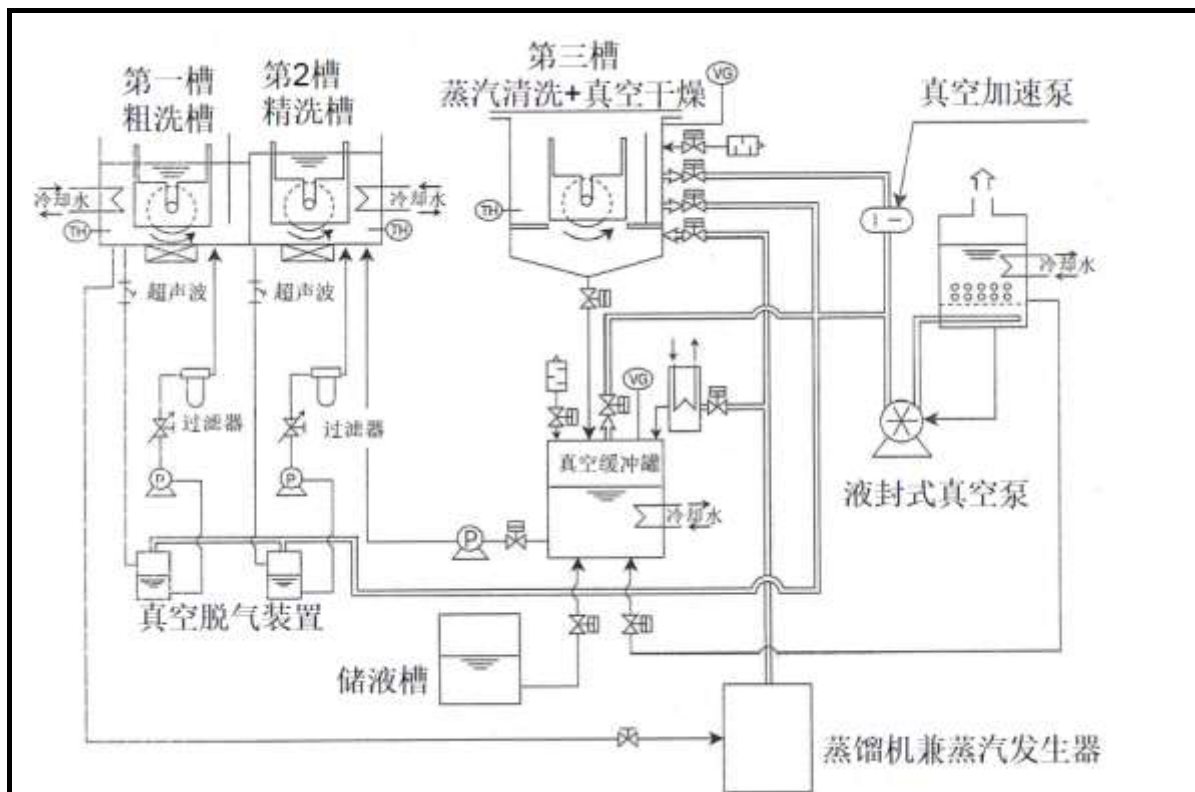 第一槽
粗洗槽
第2槽
精洗槽
第三槽
蒸汽清洗+真空干燥
VG
真空加速泵
冷却水
冷却水
TH
TH
TH
冷却水
超声波
超声波
过滤器
过滤器
VG
真空缓冲罐
P
P
P
冷却水
液封式真空泵
真空脱气装置
储液槽
蒸馏机兼蒸汽发生器